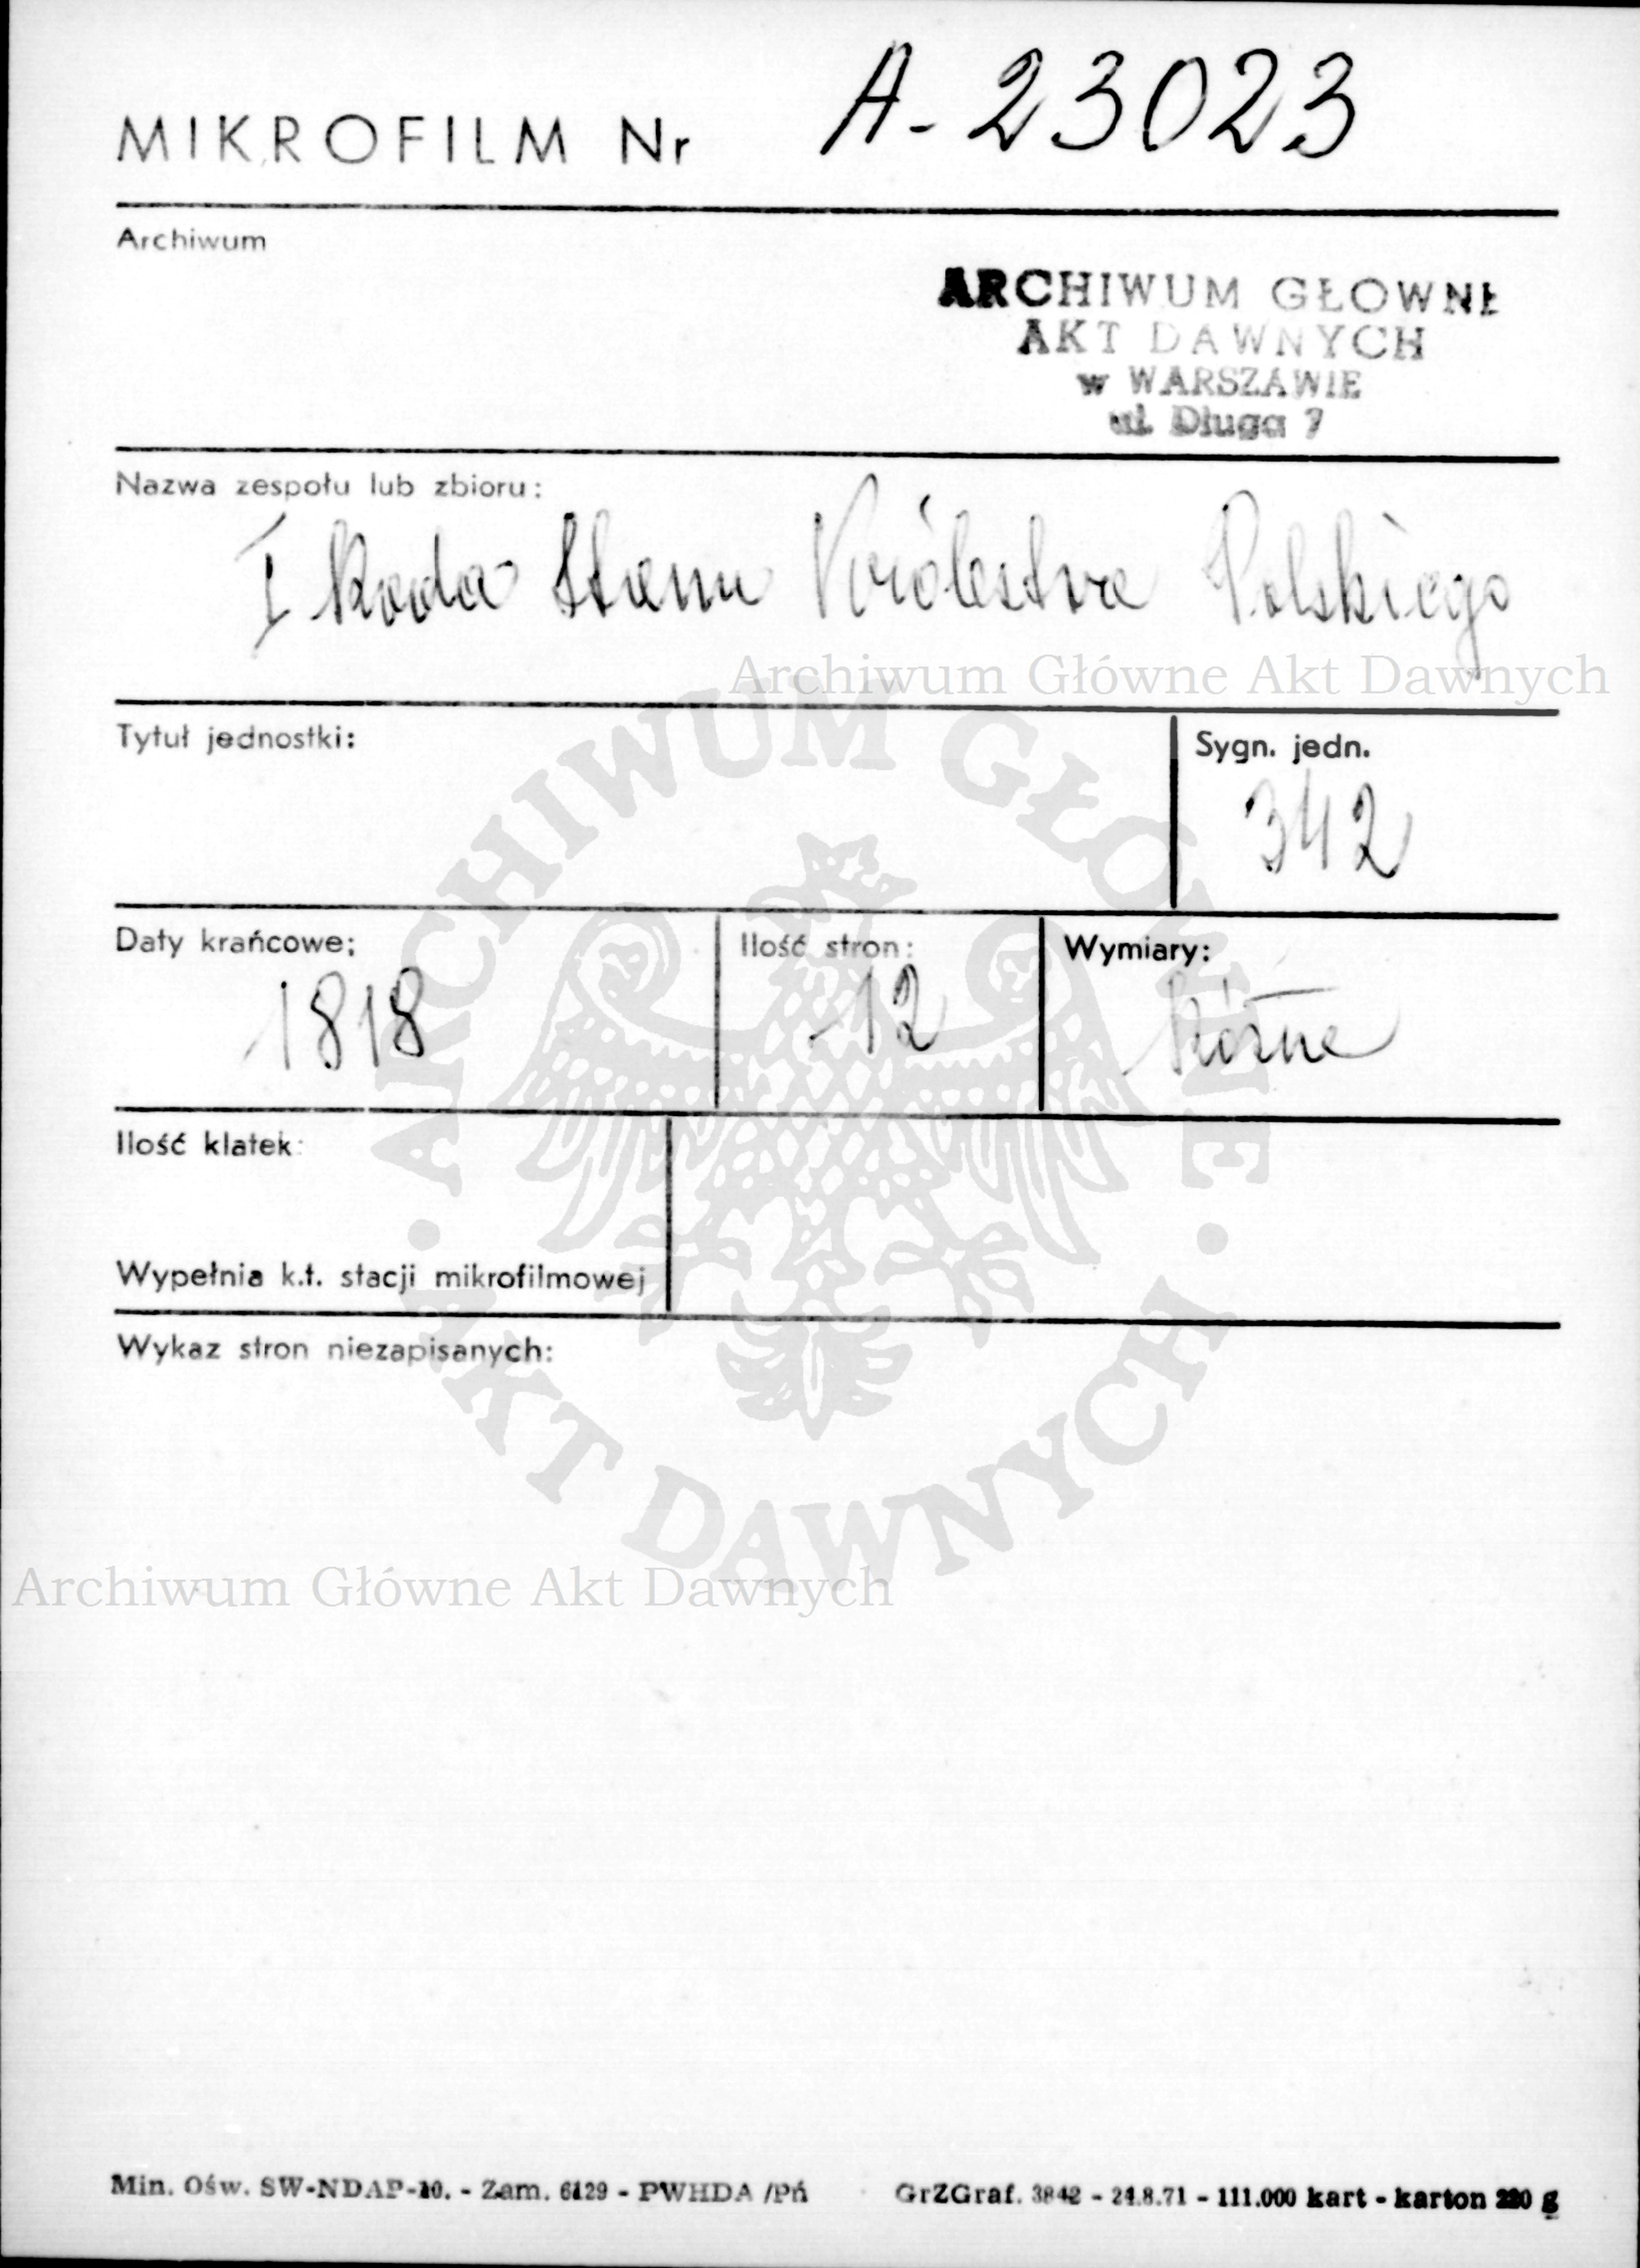 MIKROFILM Nr A-23023
Archiwum
ARCHIWUM GŁOWNE
AKT DAWNYCH
w WARSZAWIE
ul. Długa 7
Nazwa zespołu lub zbioru:
I Rada Stanu Królestwa Polskiego
Archiwum Główne Akt Dawnych
Tytuł jednostki:
Sygn. jedn.
342
Daty krańcowe:
1818
Ilość stron:
12
Wymiary:
Różne
Ilość klatek:
Wypełnia k.t. stacji mikrofilmowej
Wykaz stron niezapisanych:
ARCHIWUM GŁÓWNE
· AKT DAWNYCH ·
Archiwum Główne Akt Dawnych
Min. Ośw. SW-NDAP-10. - Zam. 6129 - PWHDA /Pń
GrZGraf. 3842 - 24.8.71 - 111.000 kart - karton 220 g